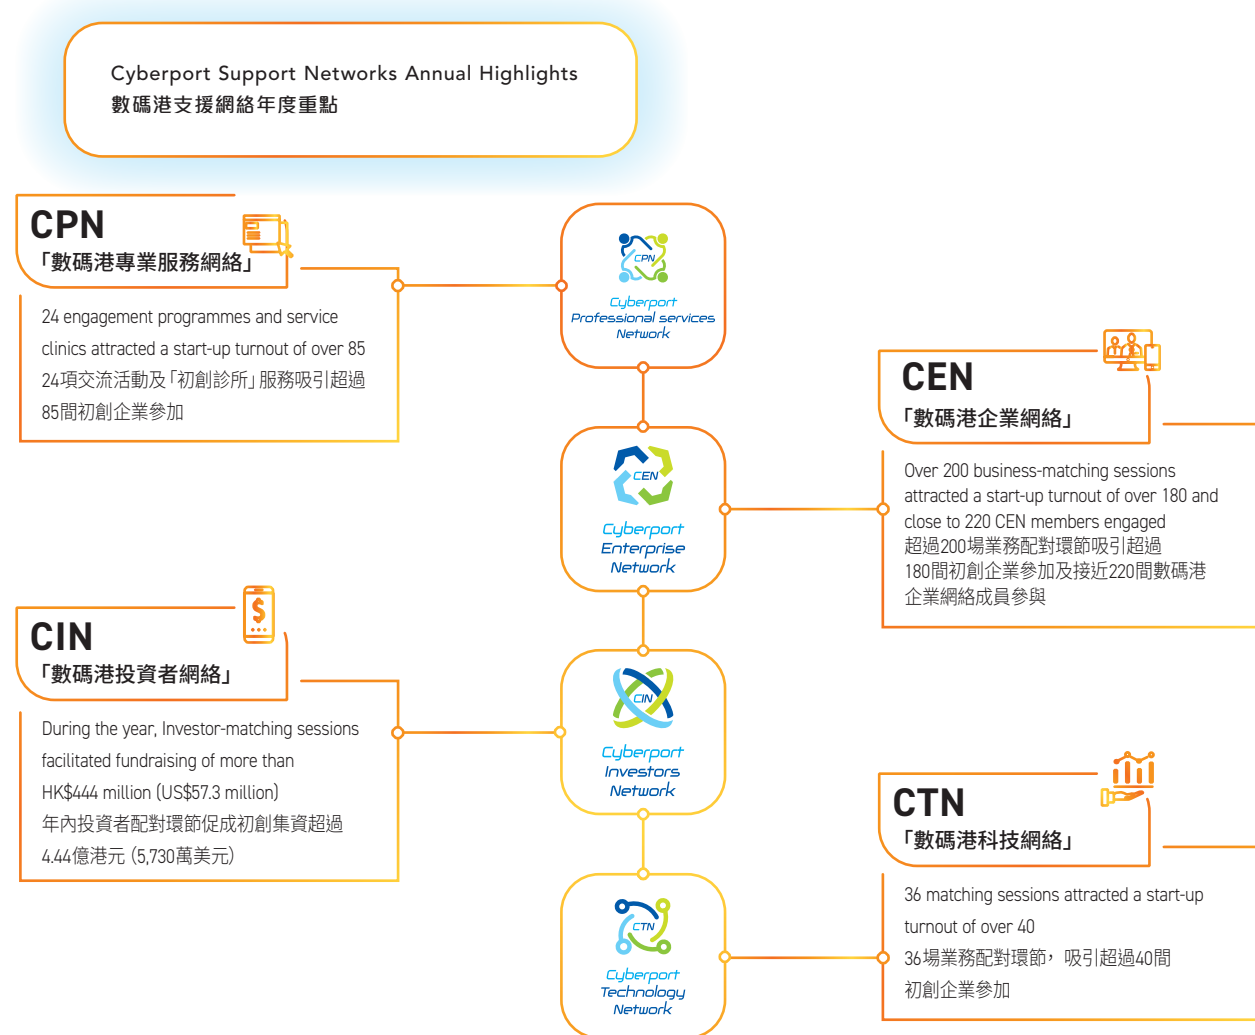 Cyberport Support Networks Annual Highlights
數碼港支援網絡年度重點
CPN
「數碼港專業服務網絡」
24 engagement programmes and service
clinics attracted a start-up turnout of over 85
24項交流活動及「初創診所」服務吸引超過
85間初創企業參加
CPN
Cyberport
Professional services
Network
CEN
「數碼港企業網絡」
Over 200 business-matching sessions
attracted a start-up turnout of over 180 and
close to 220 CEN members engaged
超過200場業務配對環節吸引超過
180間初創企業參加及接近220間數碼港
企業網絡成員參與
CEN
Cyberport
Enterprise
Network
CIN
「數碼港投資者網絡」
During the year, Investor-matching sessions
facilitated fundraising of more than
HK$444 million (US$57.3 million)
年內投資者配對環節促成初創集資超過
4.44億港元 (5,730萬美元)
CIN
Cyberport
Investors
Network
CTN
「數碼港科技網絡」
36 matching sessions attracted a start-up
turnout of over 40
36場業務配對環節，吸引超過40間
初創企業參加
CTN
Cyberport
Technology
Network